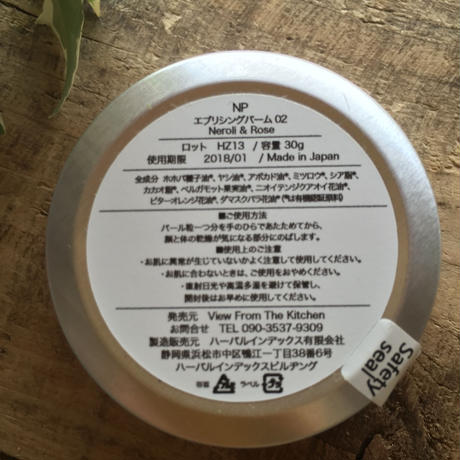 NP
エブリシングバーム 02
Neroli & Rose
ロット HZ13 / 容量 30g
使用期限 2018/01 / Made in Japan
全成分 ホホバ種子油*, ヤシ油*, アボカド油*, ミツロウ*, シア脂*,
カカオ脂*, ベルガモット果実油*, ニオイテンジクアオイ花油*,
ビターオレンジ花油*, ダマスクバラ花油* (*は有機認証原料)
■ご使用方法
パール粒一つ分を手のひらであたためてから、
顔と体の乾燥が気になる部分にのばします。
■使用上のご注意
・お肌に異常が生じていないかよく注意して使用してください。
・お肌に合わないときは、ご使用をおやめください。
・直射日光や高温多湿を避けて保管し、
開封後はお早めに使用してください。
発売元 View From The Kitchen
お問合せ TEL 090-3537-9309
製造販売元 ハーバルインデックス有限会社
静岡県浜松市中区鴨江一丁目38番6号
ハーバルインデックスビルヂング
容器 ラベル
Safety
seal